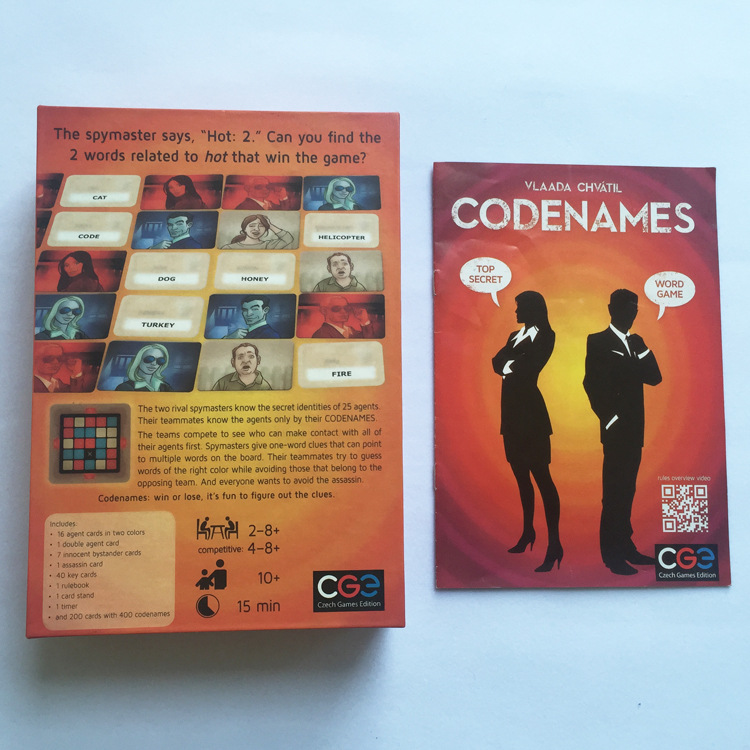 The spymaster says, "Hot: 2." Can you find the
2 words related to hot that win the game?
CAT
CODE
HELICOPTER
DOG
HONEY
TURKEY
FIRE
The two rival spymasters know the secret identities of 25 agents.
Their teammates know the agents only by their CODENAMES.
The teams compete to see who can make contact with all of
their agents first. Spymasters give one-word clues that can point
to multiple words on the board. Their teammates try to guess
words of the right color while avoiding those that belong to the
opposing team. And everyone wants to avoid the assassin.
Codenames: win or lose, it's fun to figure out the clues.
Includes:
• 16 agent cards in two colors
• 1 double agent card
• 7 innocent bystander cards
• 1 assassin card
• 40 key cards
• 1 rulebook
• 1 card stand
• 1 timer
• and 200 cards with 400 codenames
2–8+
competitive: 4–8+
10+
15 min
CGE
Czech Games Edition
VLAADA CHVÁTIL
CODENAMES
TOP
SECRET
WORD
GAME
rules overview video
CGE
Czech Games Edition